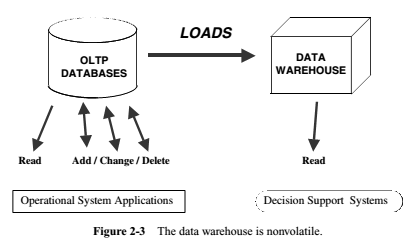 LOADS
OLTP
DATABASES
DATA
WAREHOUSE
Read
Add / Change / Delete
Read
Operational System Applications
Decision Support Systems
Figure 2-3 The data warehouse is nonvolatile.